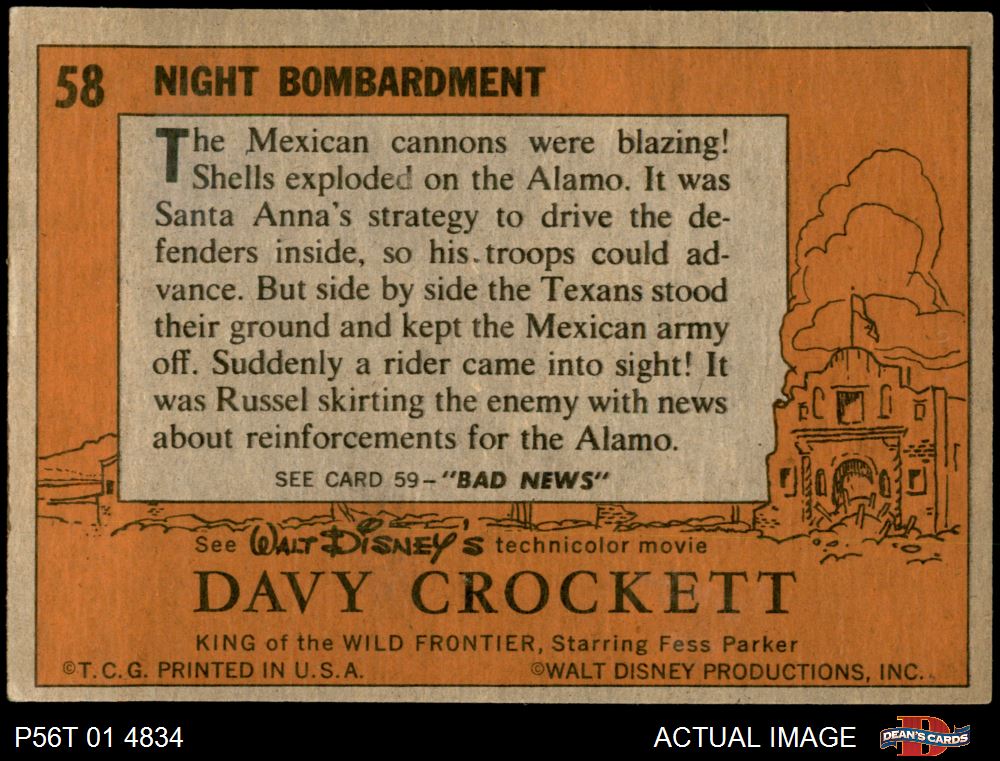 58 NIGHT BOMBARDMENT
The Mexican cannons were blazing!
Shells exploded on the Alamo. It was
Santa Anna's strategy to drive the de-
fenders inside, so his troops could ad-
vance. But side by side the Texans stood
their ground and kept the Mexican army
off. Suddenly a rider came into sight! It
was Russel skirting the enemy with news
about reinforcements for the Alamo.
SEE CARD 59-"BAD NEWS"
See WALT DISNEY'S technicolor movie
DAVY CROCKETT
KING of the WILD FRONTIER, Starring Fess Parker
©T.C.G. PRINTED IN U.S.A. ©WALT DISNEY PRODUCTIONS, INC.
P56T 01 4834 ACTUAL IMAGE D DEAN'S CARDS